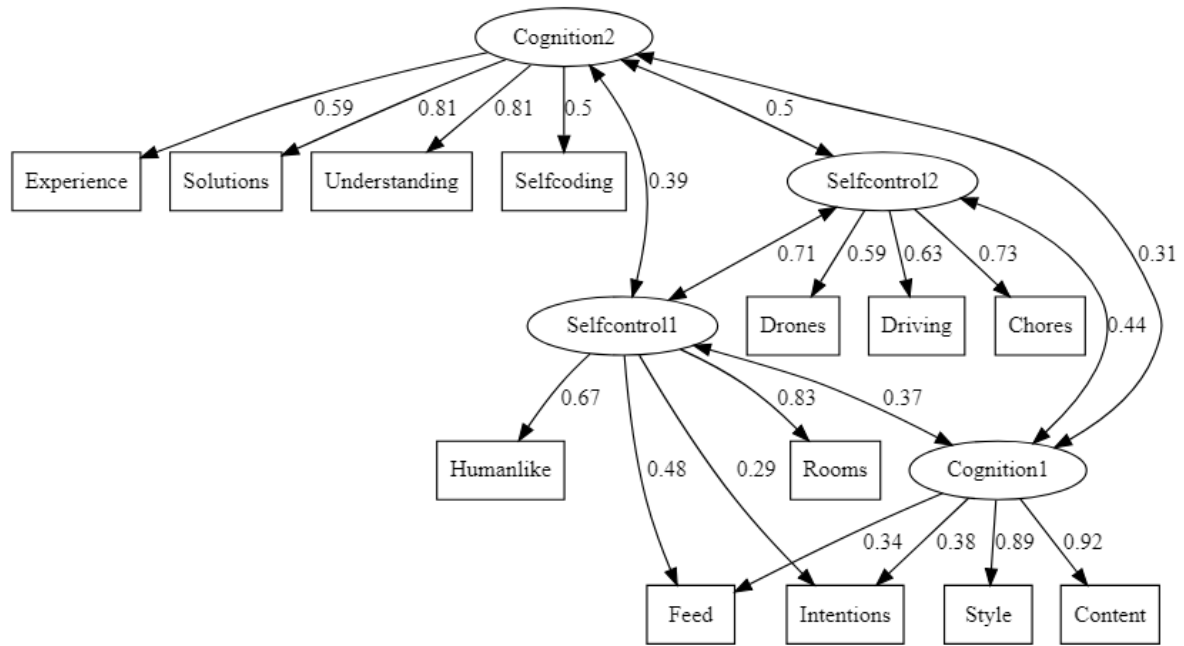 Cognition2
0.59
0.81
0.81
0.5
0.5
Experience
Solutions
Understanding
Selfcoding
0.39
Selfcontrol2
0.71
0.59
0.63
0.73
0.31
Selfcontrol1
Drones
Driving
Chores
0.44
0.67
0.83
0.37
Humanlike
0.48
0.29
Rooms
Cognition1
0.34
0.38
0.89
0.92
Feed
Intentions
Style
Content